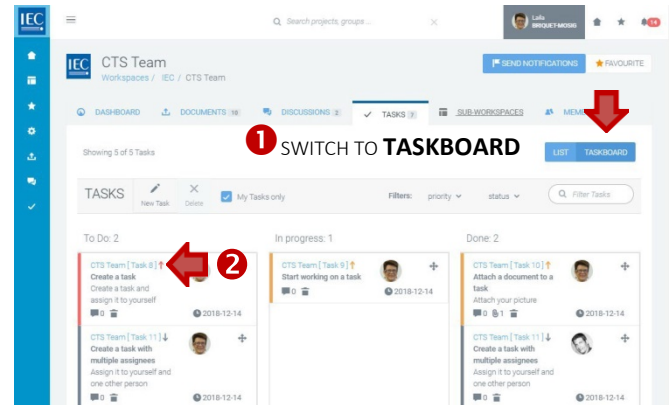 IEC
Search projects, groups...
Laila
BRIQUET-MOSIS
IEC
CTS Team
Workspaces / IEC / CTS Team
SEND NOTIFICATIONS
FAVOURITE
DASHBOARD
DOCUMENTS 18
DISCUSSIONS 2
TASKS 7
SUB-WORKSPACES
MEM
Showing 5 of 5 Tasks
1 SWITCH TO TASKBOARD
LIST
TASKBOARD
TASKS
New Task
Delete
My Tasks only
Filters:
priority
status
Filter Tasks
To Do: 2
In progress: 1
Done: 2
CTS Team [ Task 8 ]
2
Create a task
Create a task and
assign it to yourself
0
2018-12-14
CTS Team [ Task 11 ]
Create a task with
multiple assignees
Assign it to yourself and
one other person
0
2018-12-14
CTS Team [ Task 9 ]
Start working on a task
0
2018-12-14
CTS Team [ Task 10 ]
Attach a document to a
task
Attach your picture
0 1
2018-12-14
CTS Team [ Task 11 ]
Create a task with
multiple assignees
Assign it to yourself and
one other person
0
2018-12-14